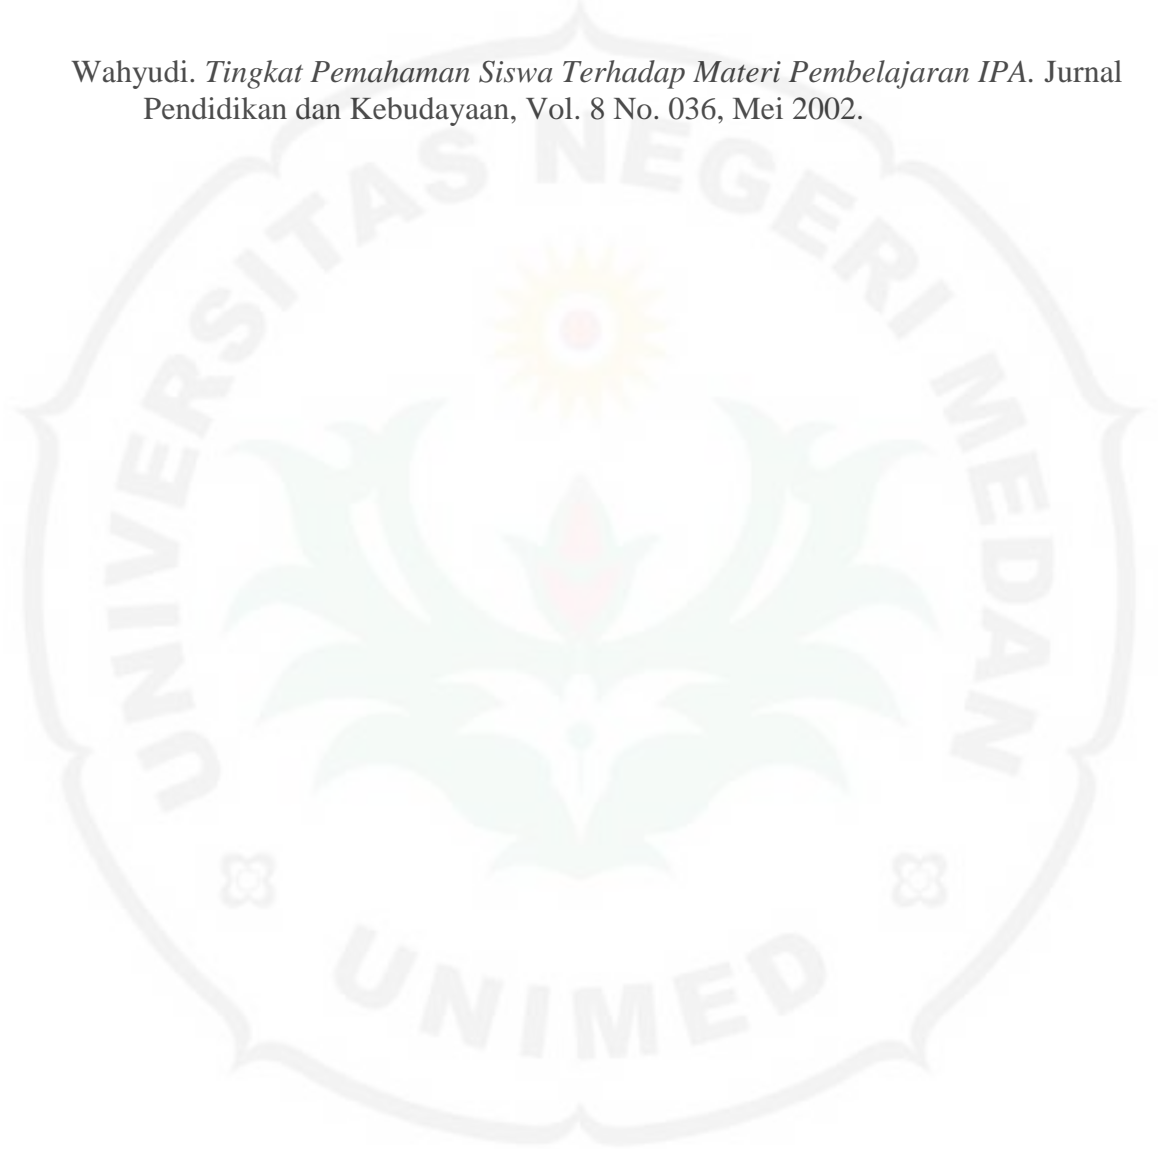 Wahyudi. Tingkat Pemahaman Siswa Terhadap Materi Pembelajaran IPA. Jurnal
Pendidikan dan Kebudayaan, Vol. 8 No. 036, Mei 2002.
UNIVERSITAS NEGERI MEDAN
UNIMED